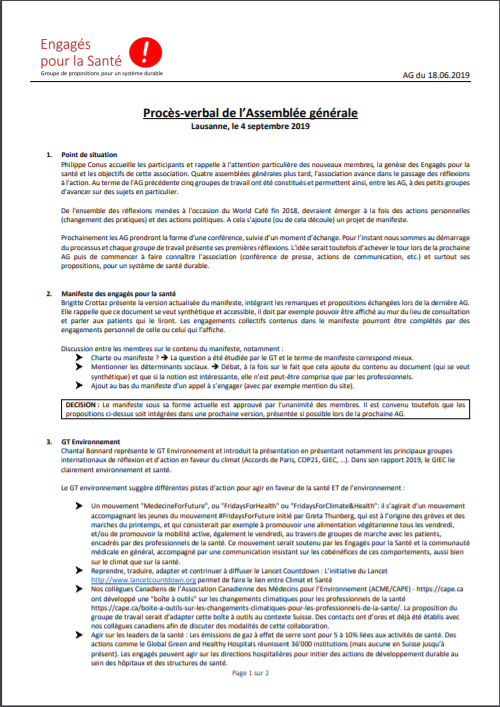 Engagés
pour la Santé
Groupe de propositions pour un système durable
AG du 18.06.2019
Procès-verbal de l'Assemblée générale
Lausanne, le 4 septembre 2019
1. Point de situation
Philippe Conus accueille les participants et rappelle à l'attention particulière des nouveaux membres, la genèse des Engagés pour la
santé et les objectifs de cette association. Quatre assemblées générales plus tard, l'association avance dans le passage des réflexions
à l'action. Au terme de l'AG précédente cinq groupes de travail ont été constitués et permettent ainsi, entre les AG, à des petits groupes
d'avancer sur des sujets en particulier.
De l'ensemble des réflexions menées à l'occasion du World Café fin 2018, devraient émerger à la fois des actions personnelles
(changement des pratiques) et des actions politiques. A cela s'ajoute (ou de cela découle) un projet de manifeste.
Prochainement les AG prendront la forme d'une conférence, suivie d'un moment d'échange. Pour l'instant nous sommes au démarrage
du processus et chaque groupe de travail présente ses premières réflexions. L'idée serait toutefois d'achever le tour lors de la prochaine
AG puis de commencer à faire connaître l'association (conférence de presse, actions de communication, etc.) et surtout ses
propositions, pour un système de santé durable.
2. Manifeste des engagés pour la santé
Brigitte Crottaz présente la version actualisée du manifeste, intégrant les remarques et propositions échangées lors de la dernière AG.
Elle rappelle que ce document se veut synthétique et accessible, il doit par exemple pouvoir être affiché au mur du lieu de consultation
et parler aux patients qui le liront. Les engagements collectifs contenus dans le manifeste pourront être complétés par des
engagements personnel de celle ou celui qui l'affiche.
Discussion entre les membres sur le contenu du manifeste, notamment :
➤ Charte ou manifeste ? ➔ La question a été étudiée par le GT et le terme de manifeste correspond mieux.
➤ Mentionner les déterminants sociaux. ➔ Débat, à la fois sur le fait que cela ajoute du contenu au document (qui se veut
synthétique) et que si la notion est intéressante, elle n'est peut-être comprise que par les professionnels.
➤ Ajout au bas du manifeste d'un appel à s'engager (avec par exemple mention du site).
DECISION : Le manifeste sous sa forme actuelle est approuvé par l'unanimité des membres. Il est convenu toutefois que les
propositions ci-dessus soit intégrées dans une prochaine version, présentée si possible lors de la prochaine AG.
3. GT Environnement
Chantal Bonnard représente le GT Environnement et introduit la présentation en présentant notamment les principaux groupes
internationaux de réflexion et d'action en faveur du climat (Accords de Paris, COP21, GIEC, ...). Dans son rapport 2019, le GIEC lie
clairement environnement et santé.
Le GT environnement suggère différentes pistes d'action pour agir en faveur de la santé ET de l'environnement :
➤ Un mouvement "MedecineForFuture", ou "FridaysForHealth" ou "FridaysForClimate&Health": il s'agirait d'un mouvement
accompagnant les jeunes du mouvement #FridaysForFuture initié par Greta Thunberg, qui est à l'origine des grèves et des
marches du printemps, et qui consisterait par exemple à promouvoir une alimentation végétarienne tous les vendredi,
et/ou de promouvoir la mobilité active, également le vendredi, au travers de groupes de marche avec les patients,
encadrés par des professionnels de la santé. Ce mouvement serait soutenu par les Engagés pour la Santé et la communauté
médicale en général, accompagné par une communication insistant sur les cobénéfices de ces comportements, aussi bien
sur le climat que sur la santé.
➤ Reprendre, traduire, adapter et continuer à diffuser le Lancet Countdown : L'initiative du Lancet
http://www.lancetcountdown.org permet de faire le lien entre Climat et Santé
➤ Nos collègues Canadiens de l'Association Canadienne des Médecins pour l'Environnement (ACME/CAPE) - https://cape.ca
ont développé une "boîte à outils" sur les changements climatiques pour les professionnels de la santé
https://cape.ca/boite-a-outils-sur-les-changements-climatiques-pour-les-professionnels-de-la-sante/. La proposition du
groupe de travail serait d'adapter cette boîte à outils au contexte Suisse. Des contacts ont d'ores et déjà été établis avec
nos collègues canadiens afin de discuter des modalités de cette collaboration.
➤ Agir sur les leaders de la santé : Les émissions de gaz à effet de serre sont pour 5 à 10% liées aux activités de santé. Des
actions comme le Global Green and Healthy Hospitals réunissent 36'000 institutions (mais aucune en Suisse jusqu'à
présent). Les engagés peuvent agir sur les directions hospitalières pour initier des actions de développement durable au
sein des hôpitaux et des structures de santé.
Page 1 sur 2